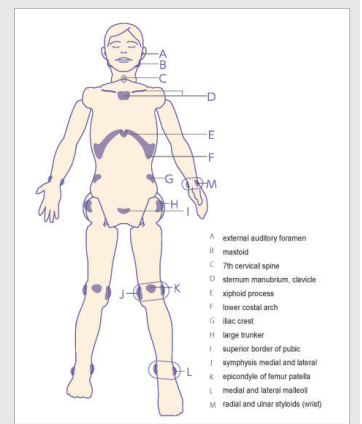 A
B
C
D
E
F
G
M
H
I
J
K
L
A external auditory foramen
B mastoid
C 7th cervical spine
D sternum manubrium, clavicle
E xiphoid process
F lower costal arch
G iliac crest
H large trunker
I superior border of pubic
J symphysis medial and lateral
K epicondyle of femur patella
L medial and lateral malleoli
M radial and ulnar styloids (wrist)